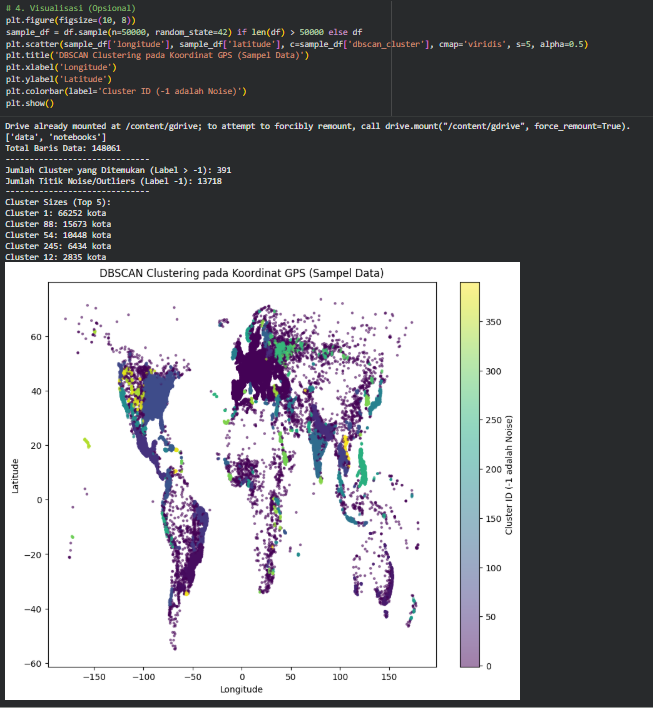 # 4. Visualisasi (Opsional)
plt.figure(figsize=(10, 8))
sample_df = df.sample(n=50000, random_state=42) if len(df) > 50000 else df
plt.scatter(sample_df['longitude'], sample_df['latitude'], c=sample_df['dbscan_cluster'], cmap='viridis', s=5, alpha=0.5)
plt.title('DBSCAN Clustering pada Koordinat GPS (Sampel Data)')
plt.xlabel('Longitude')
plt.ylabel('Latitude')
plt.colorbar(label='Cluster ID (-1 adalah Noise)')
plt.show()
Drive already mounted at /content/gdrive; to attempt to forcibly remount, call drive.mount("/content/gdrive", force_remount=True).
['data', 'notebooks']
Total Baris Data: 148061
------------------------------
Jumlah Cluster yang Ditemukan (Label > -1): 391
Jumlah Titik Noise/Outliers (Label -1): 13718
------------------------------
Cluster Sizes (Top 5):
Cluster 1: 66252 kota
Cluster 88: 15673 kota
Cluster 54: 10448 kota
Cluster 245: 6434 kota
Cluster 12: 2835 kota
DBSCAN Clustering pada Koordinat GPS (Sampel Data)
60
40
20
0
−20
−40
−60
Latitude
−150
−100
−50
0
50
100
150
Longitude
350
300
250
200
150
100
50
0
Cluster ID (-1 adalah Noise)